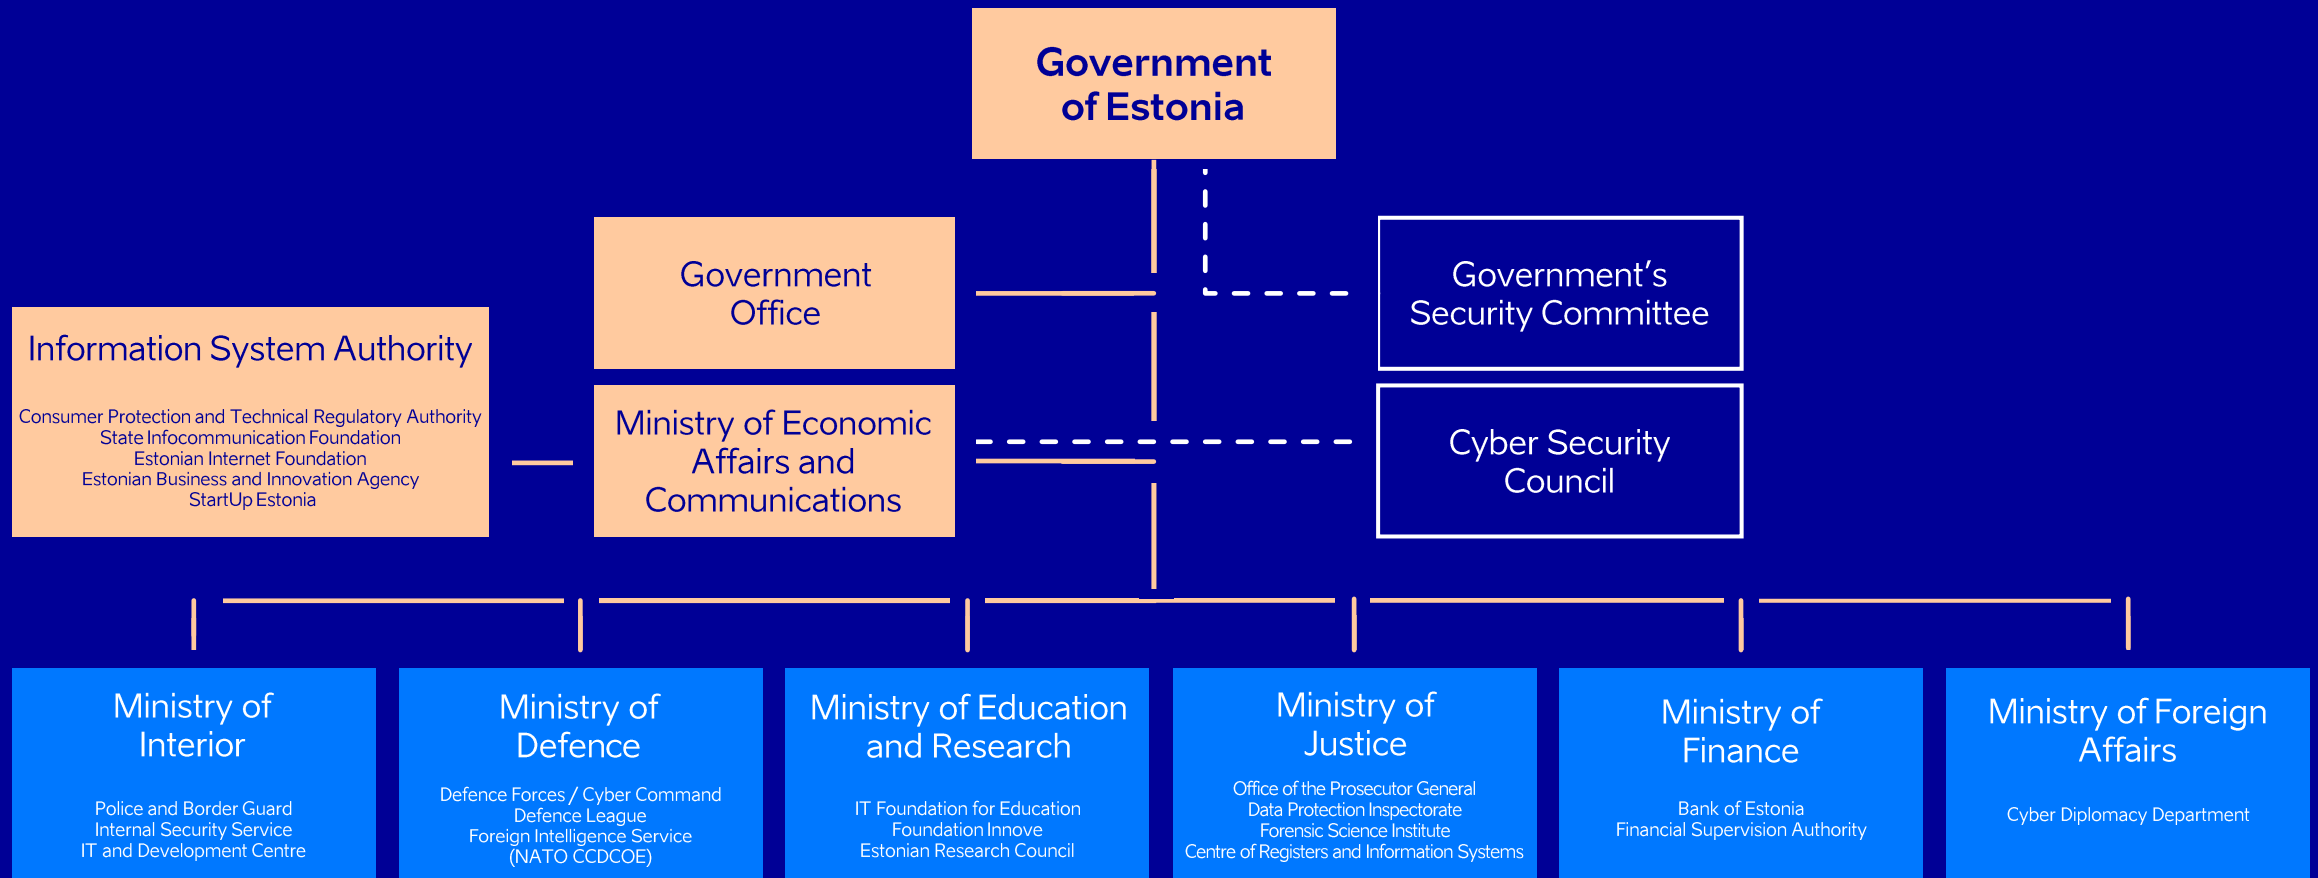 Government
of Estonia
Government
Office
Government’s
Security Committee
Information System Authority
Consumer Protection and Technical Regulatory Authority
State Infocommunication Foundation
Estonian Internet Foundation
Estonian Business and Innovation Agency
StartUp Estonia
Ministry of Economic
Affairs and
Communications
Cyber Security
Council
Ministry of
Interior
Police and Border Guard
Internal Security Service
IT and Development Centre
Ministry of
Defence
Defence Forces / Cyber Command
Defence League
Foreign Intelligence Service
(NATO CCDCOE)
Ministry of Education
and Research
IT Foundation for Education
Foundation Innove
Estonian Research Council
Ministry of
Justice
Office of the Prosecutor General
Data Protection Inspectorate
Forensic Science Institute
Centre of Registers and Information Systems
Ministry of
Finance
Bank of Estonia
Financial Supervision Authority
Ministry of Foreign
Affairs
Cyber Diplomacy Department